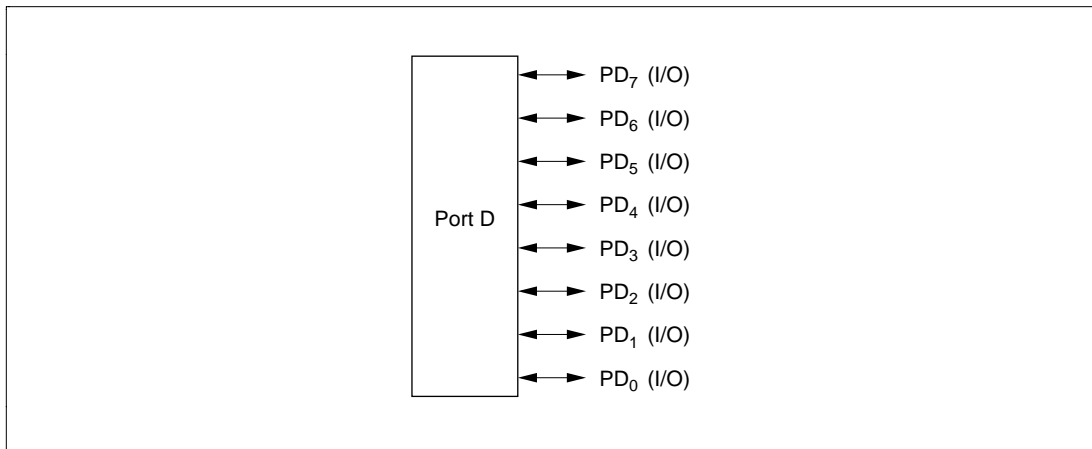 PD₇ (I/O)
PD₆ (I/O)
PD₅ (I/O)
PD₄ (I/O)
Port D
PD₃ (I/O)
PD₂ (I/O)
PD₁ (I/O)
PD₀ (I/O)